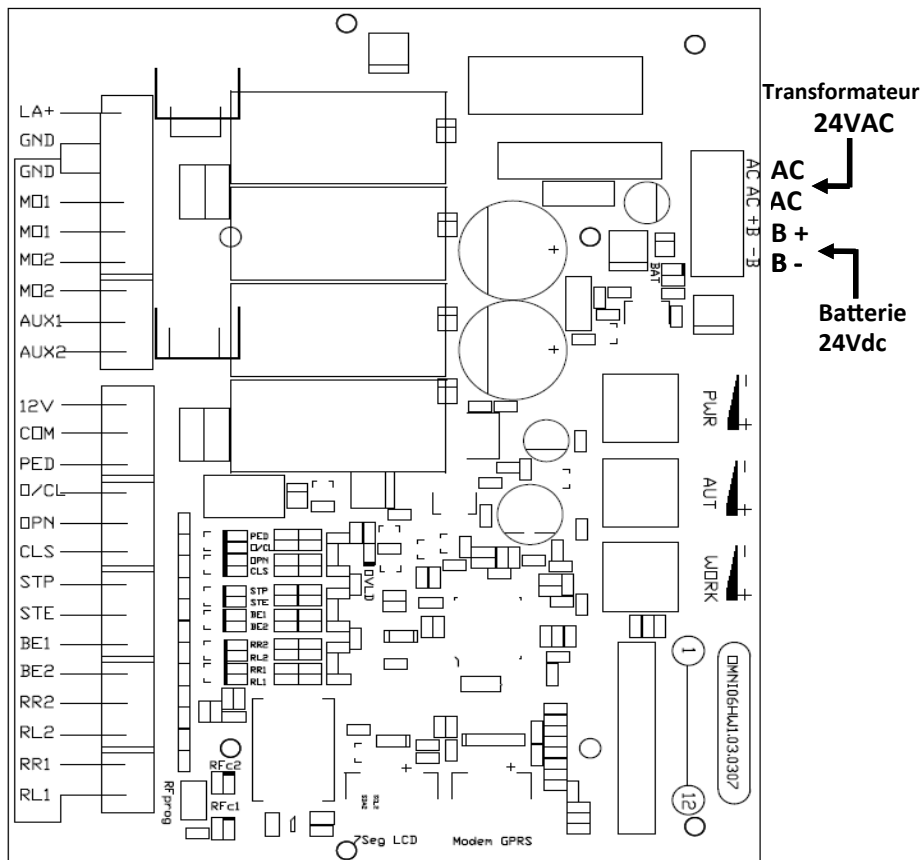 LA+
GND
GND
MO1
MO1
MO2
MO2
AUX1
AUX2
12V
COM
PED
O/CL
OPN
CLS
STP
STE
BE1
BE2
RR2
RL2
RR1
RL1
PED
O/CL
OPN
CLS
STP
STE
BE1
BE2
RR2
RL2
RR1
RL1
OVLD
RFc2
RFc1
RFprog
7Seg LCD
Modem GPRS
+
+
+
+
BAT
AC AC +B -B
Transformateur
24VAC
AC
AC
B +
B -
Batterie
24Vdc
- PWR +
- AUT +
- WORK +
1
12
OMNI06HW1.03.0307